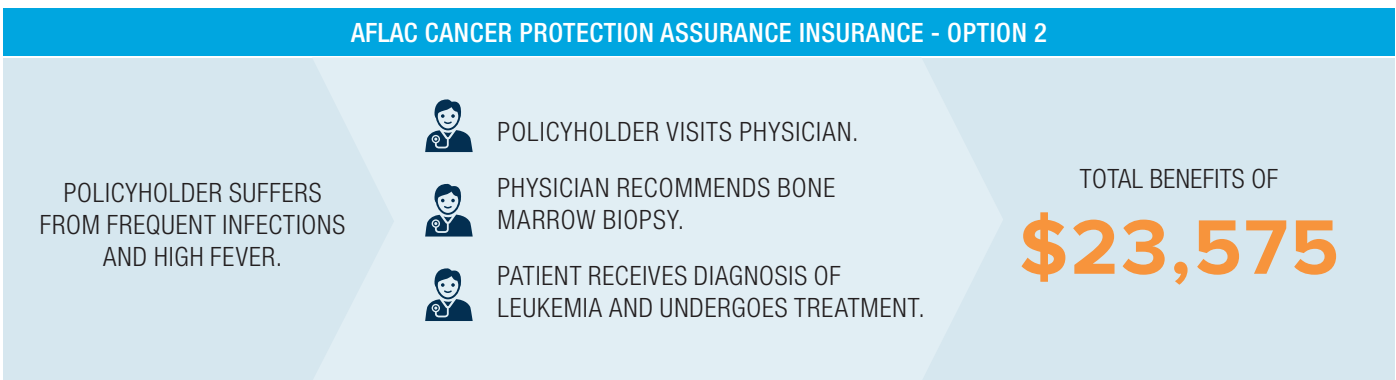 AFLAC CANCER PROTECTION ASSURANCE INSURANCE - OPTION 2
POLICYHOLDER SUFFERS
FROM FREQUENT INFECTIONS
AND HIGH FEVER.
POLICYHOLDER VISITS PHYSICIAN.
PHYSICIAN RECOMMENDS BONE
MARROW BIOPSY.
PATIENT RECEIVES DIAGNOSIS OF
LEUKEMIA AND UNDERGOES TREATMENT.
TOTAL BENEFITS OF
$23,575